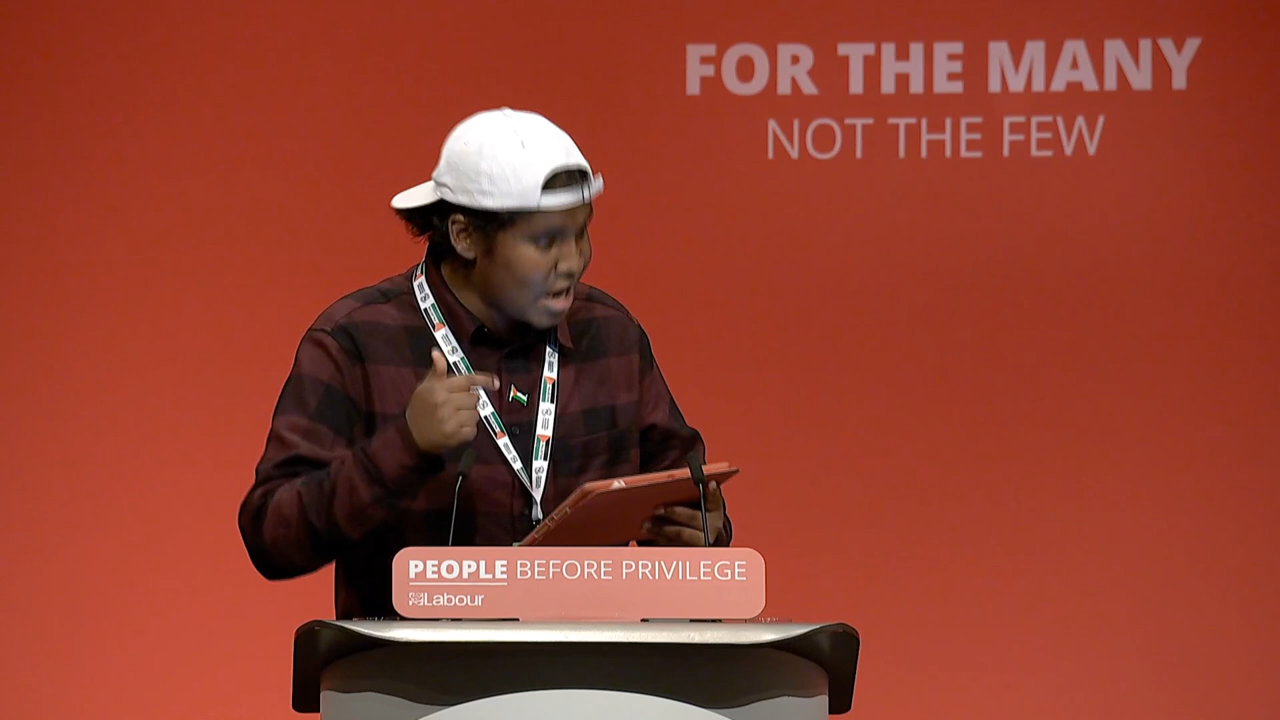 FOR THE MANY
NOT THE FEW
PEOPLE BEFORE PRIVILEGE
Labour